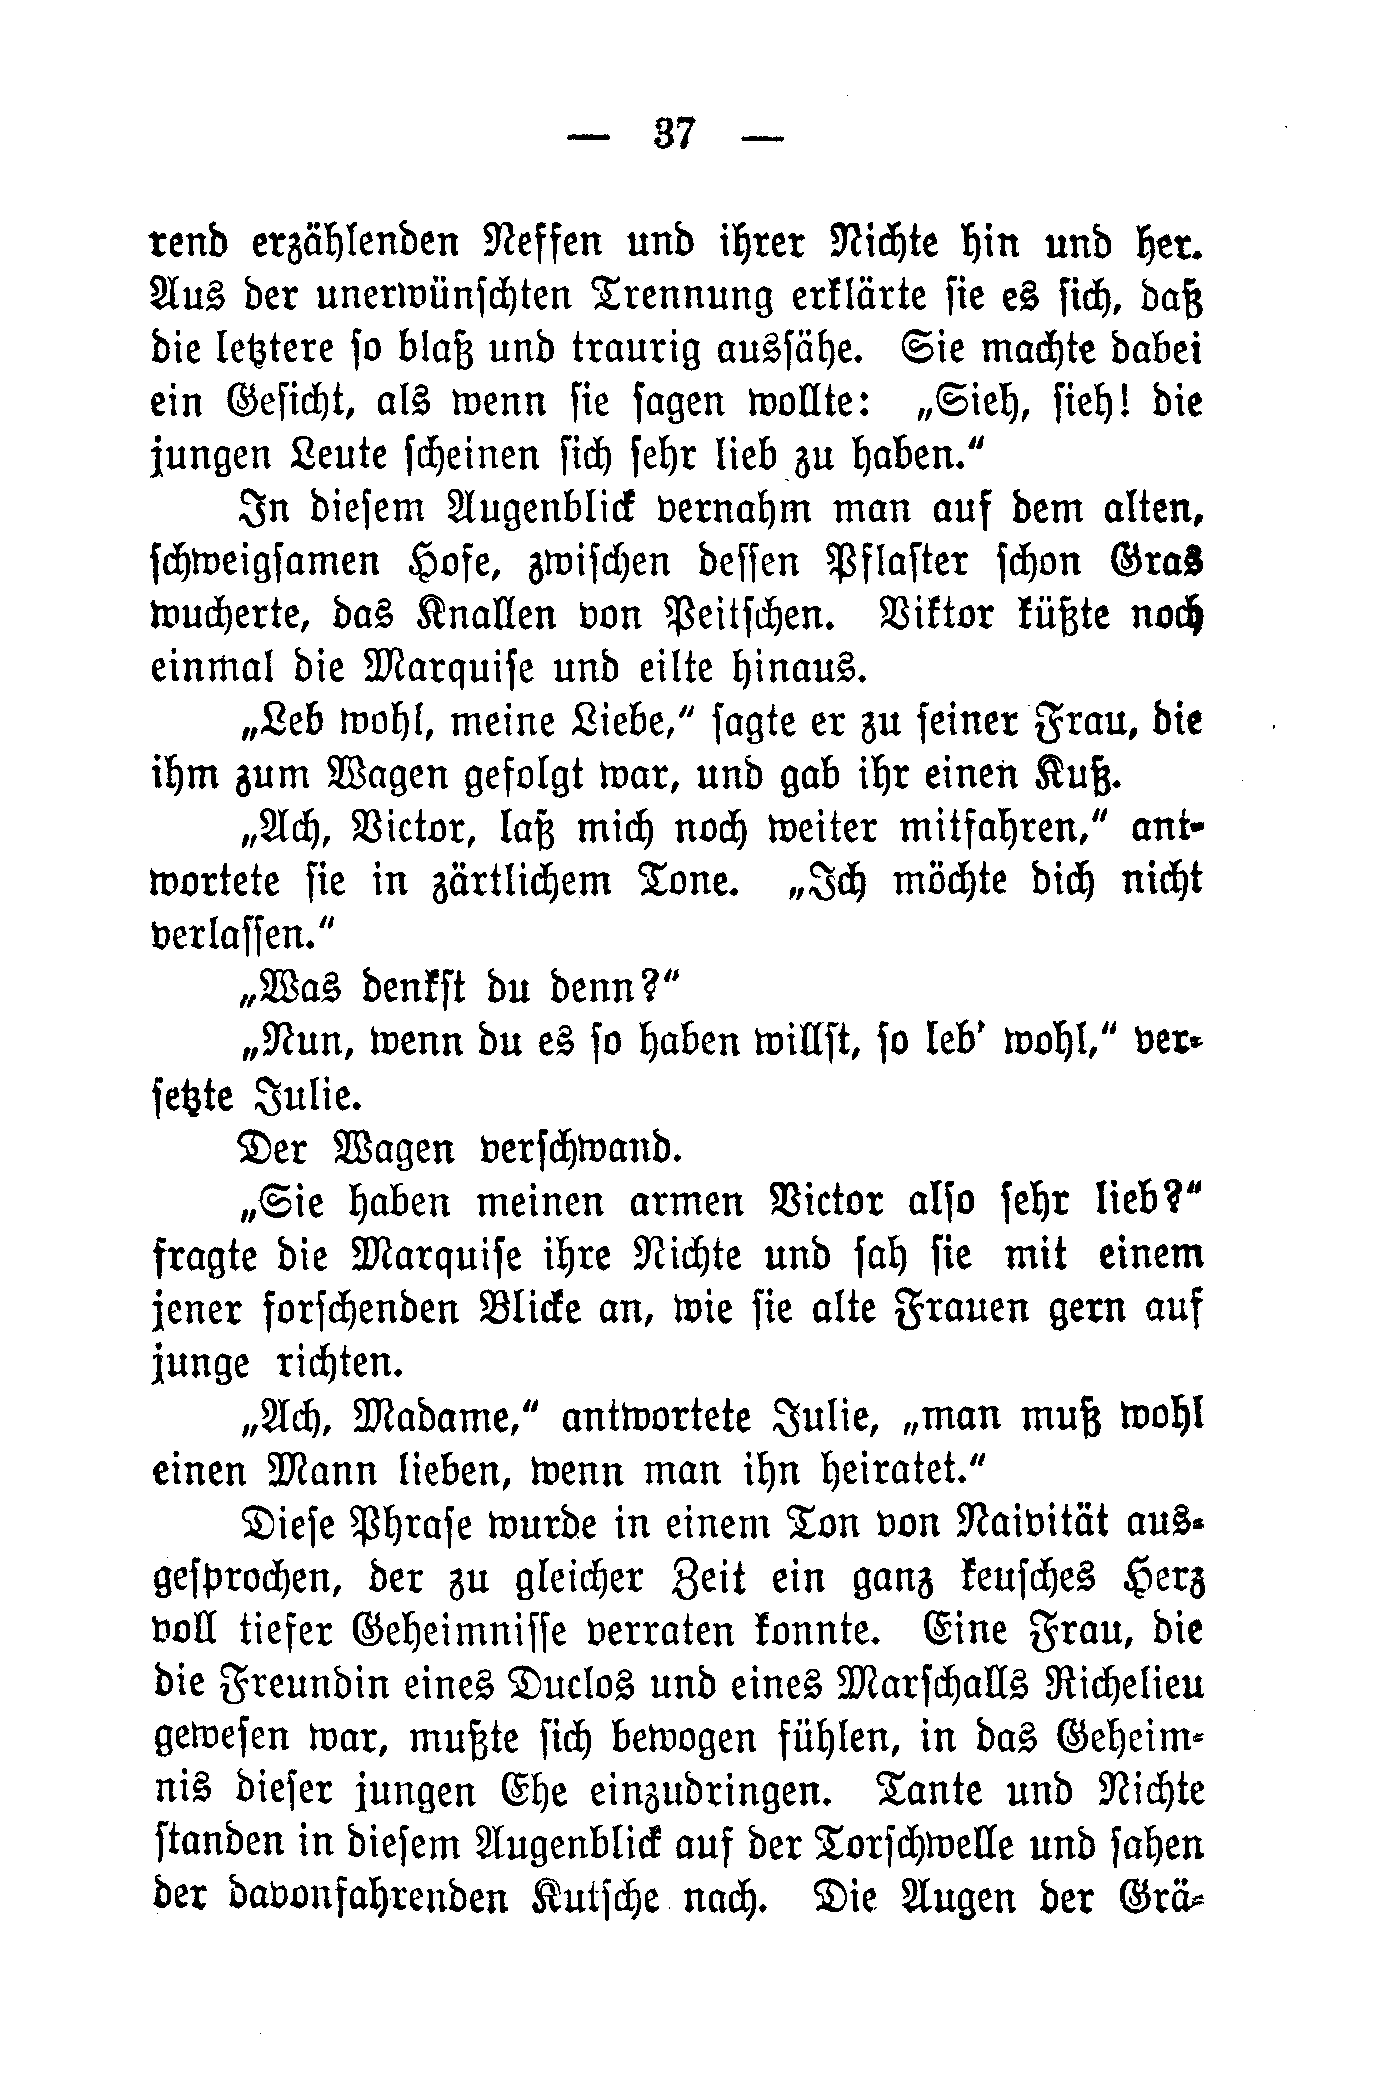 — 37 —
rend erzählenden Neffen und ihrer Nichte hin und her.
Aus der unerwünſchten Trennung erklärte ſie es ſich, daß
die letztere ſo blaß und traurig ausſähe. Sie machte dabei
ein Geſicht, als wenn ſie ſagen wollte: „Sieh, ſieh! die
jungen Leute ſcheinen ſich ſehr lieb zu haben.“
In dieſem Augenblick vernahm man auf dem alten,
ſchweigſamen Hofe, zwiſchen deſſen Pflaſter ſchon Gras
wucherte, das Knallen von Peitſchen. Viktor küßte noch
einmal die Marquiſe und eilte hinaus.
„Leb wohl, meine Liebe,“ ſagte er zu ſeiner Frau, die
ihm zum Wagen gefolgt war, und gab ihr einen Kuß.
„Ach, Victor, laß mich noch weiter mitfahren,“ ant-
wortete ſie in zärtlichem Tone. „Ich möchte dich nicht
verlaſſen.“
„Was denkſt du denn?“
„Nun, wenn du es ſo haben willſt, ſo leb’ wohl,“ ver-
ſetzte Julie.
Der Wagen verſchwand.
„Sie haben meinen armen Victor alſo ſehr lieb?“
fragte die Marquiſe ihre Nichte und ſah ſie mit einem
jener forſchenden Blicke an, wie ſie alte Frauen gern auf
junge richten.
„Ach, Madame,“ antwortete Julie, „man muß wohl
einen Mann lieben, wenn man ihn heiratet.“
Dieſe Phraſe wurde in einem Ton von Naivität aus-
geſprochen, der zu gleicher Zeit ein ganz keuſches Herz
voll tiefer Geheimniſſe verraten konnte. Eine Frau, die
die Freundin eines Duclos und eines Marſchalls Richelieu
geweſen war, mußte ſich bewogen fühlen, in das Geheim-
nis dieſer jungen Ehe einzudringen. Tante und Nichte
ſtanden in dieſem Augenblick auf der Torſchwelle und ſahen
der davonfahrenden Kutſche nach. Die Augen der Grä-